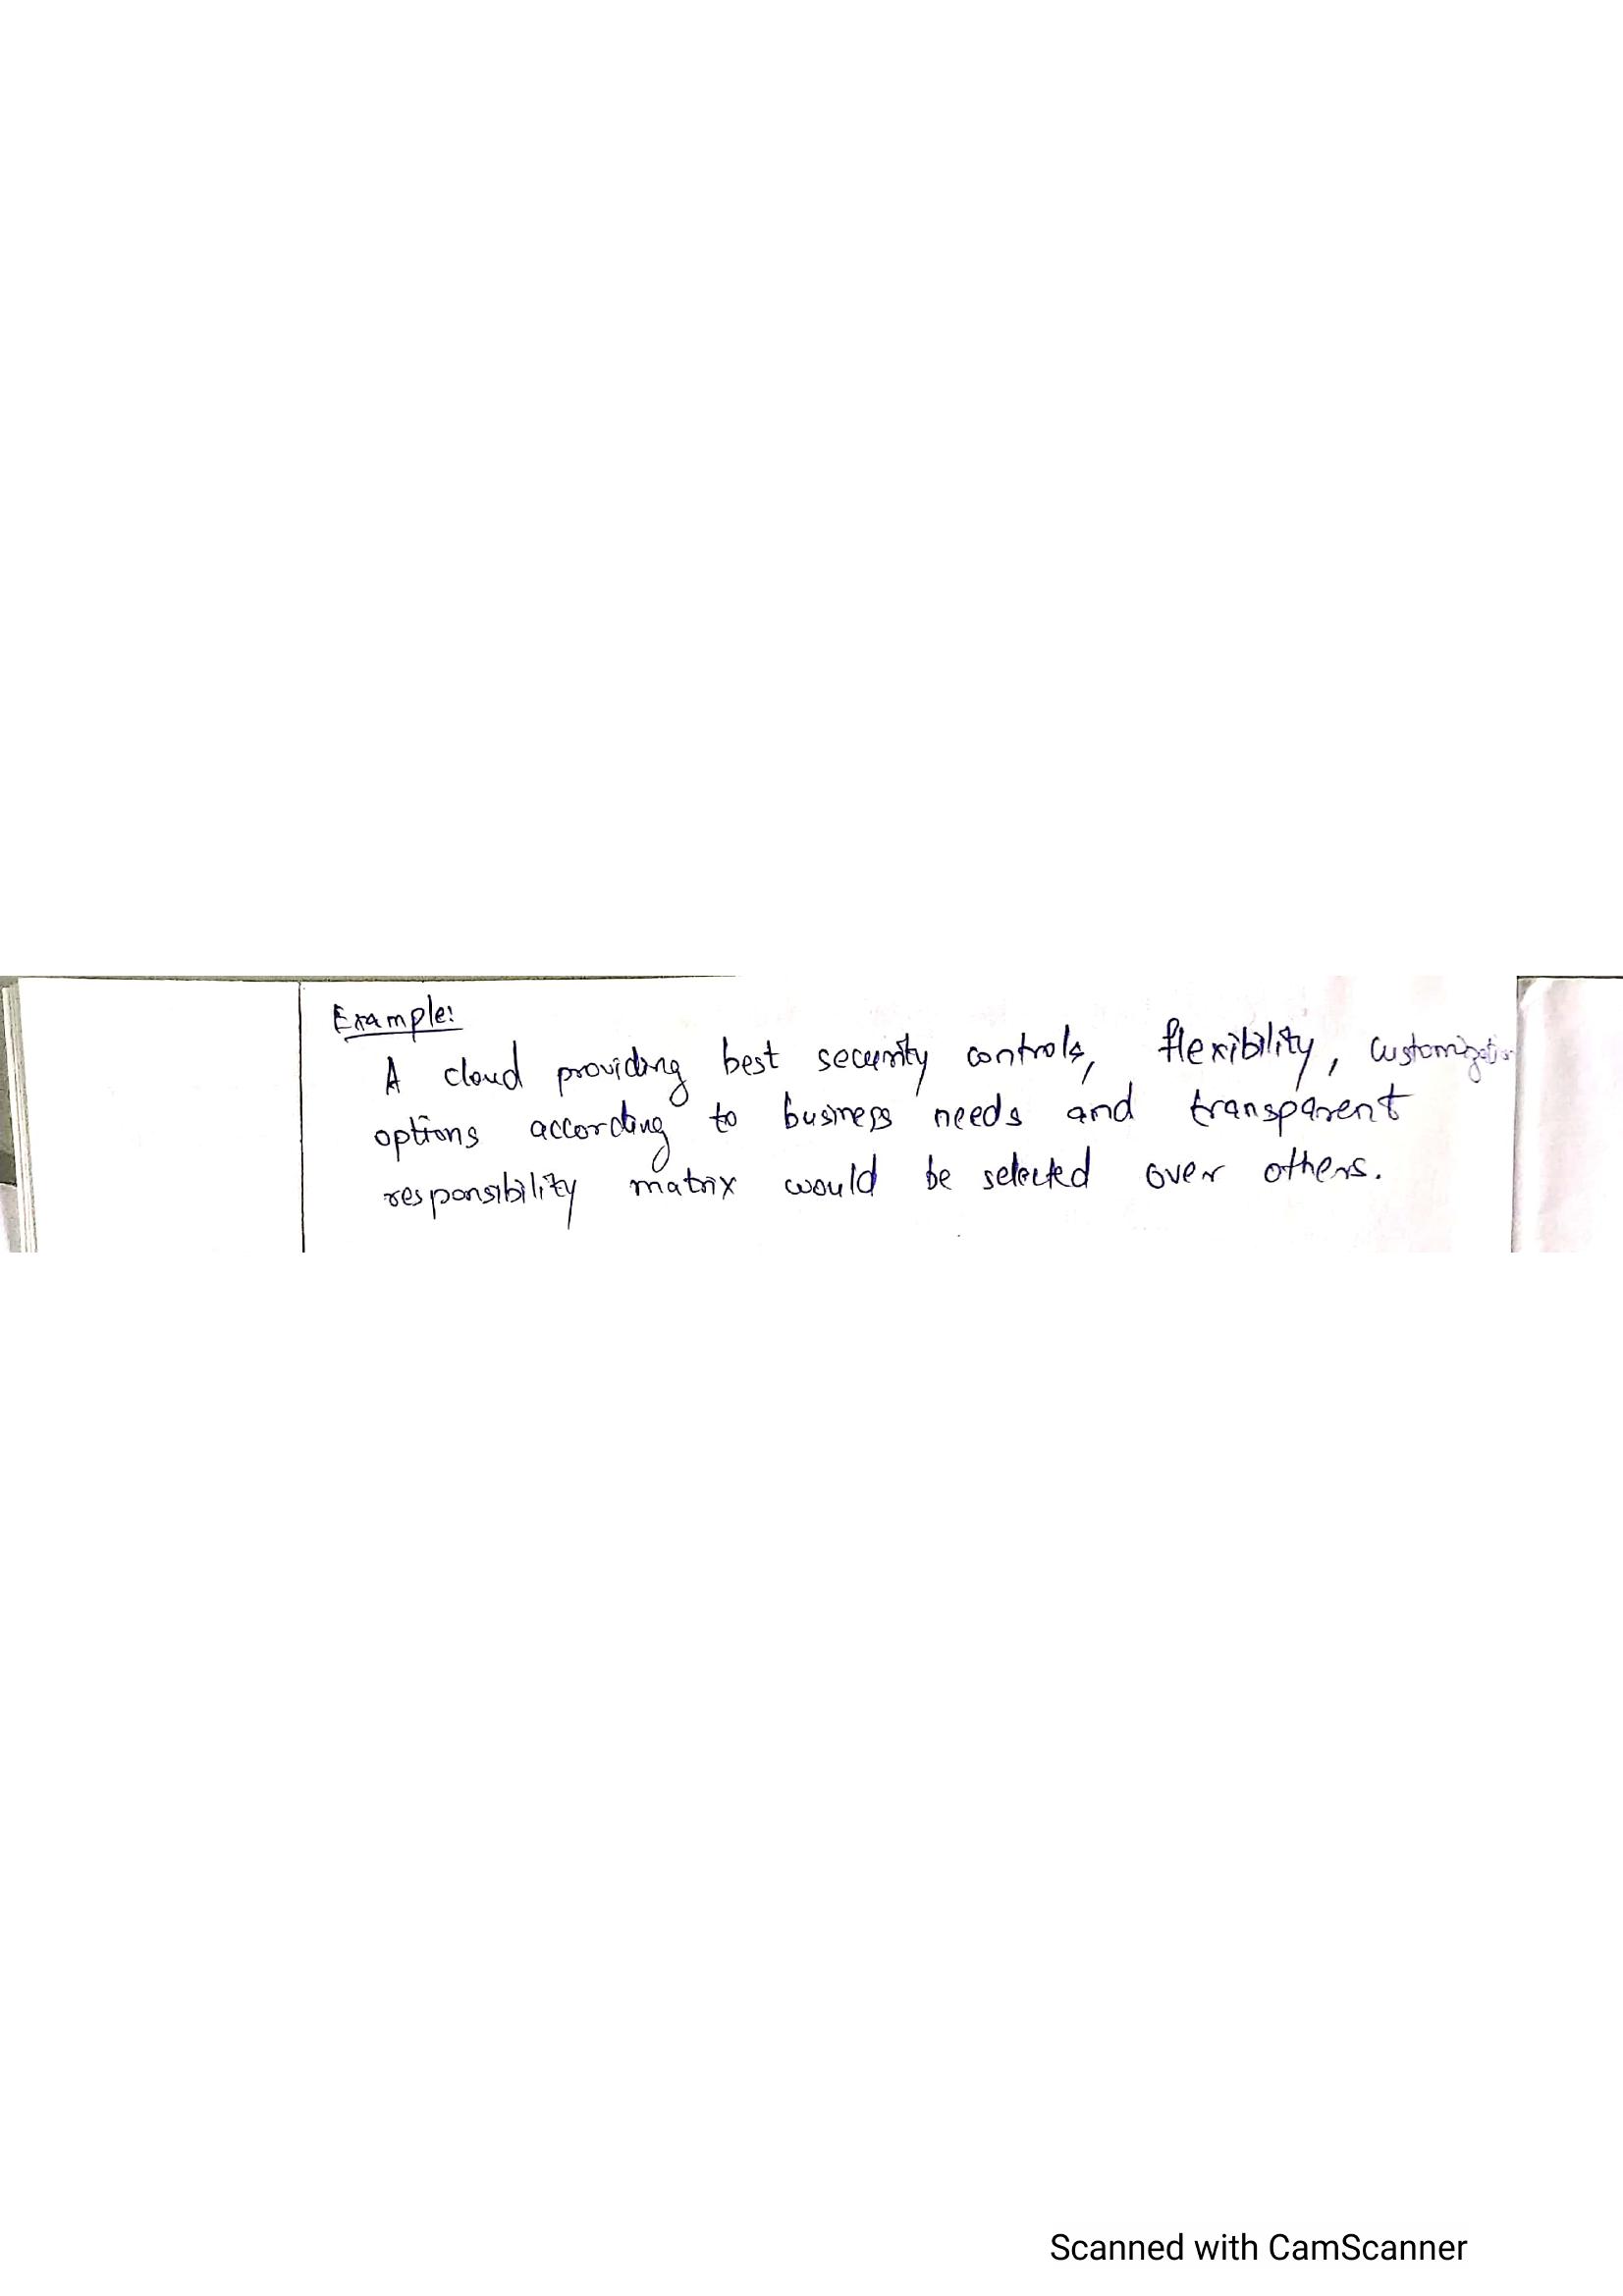 Example:
A cloud providing best security controls, flexibility, customization
options according to business needs and transparent
responsibility matrix would be selected over others.
Scanned with CamScanner